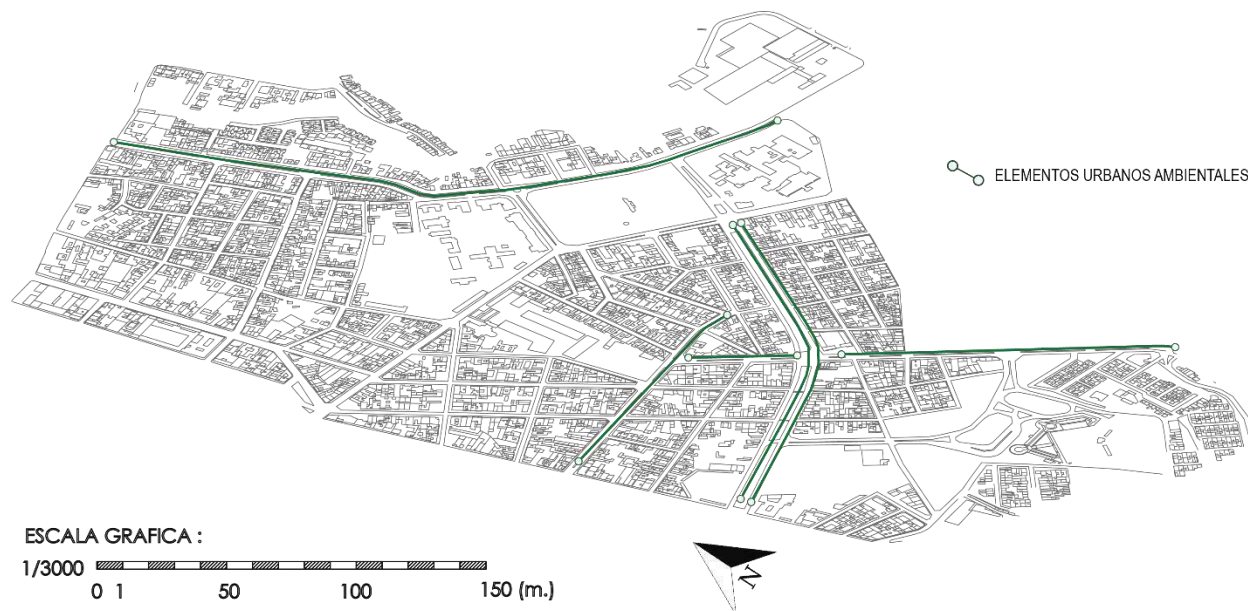 ELEMENTOS URBANOS AMBIENTALES
ESCALA GRAFICA :
1/3000
0 1 50 100 150 (m.)
N